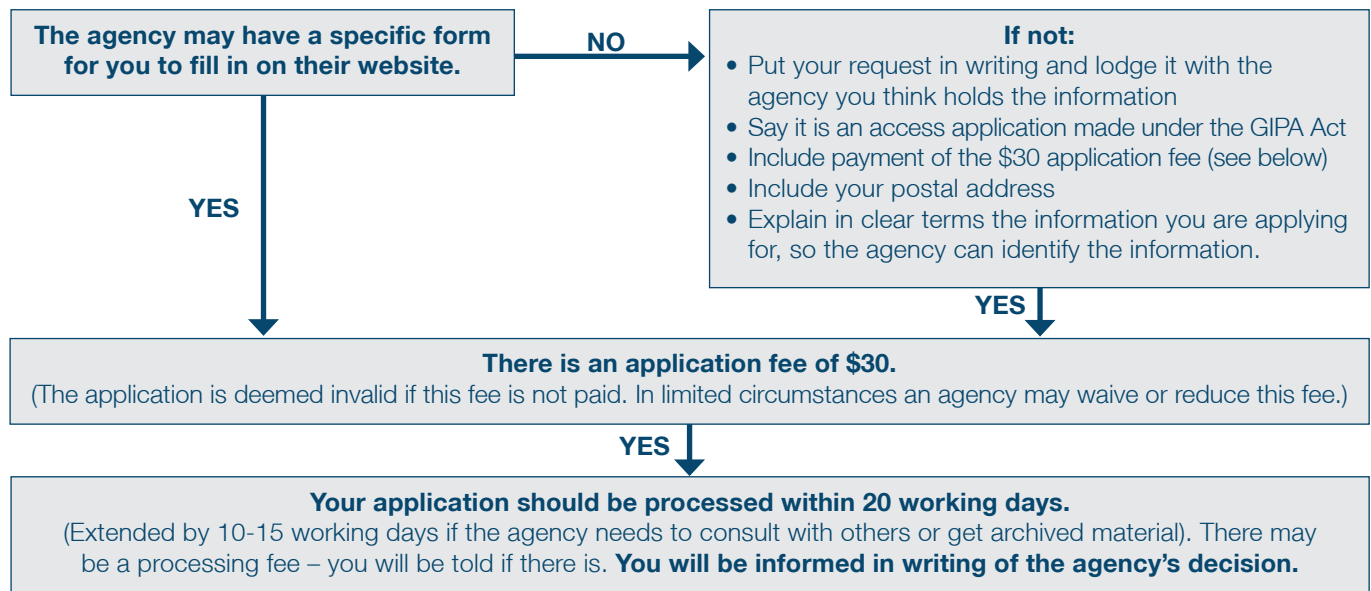 The agency may have a specific form
for you to fill in on their website.
NO
If not:
• Put your request in writing and lodge it with the
agency you think holds the information
• Say it is an access application made under the GIPA Act
• Include payment of the $30 application fee (see below)
• Include your postal address
• Explain in clear terms the information you are applying
for, so the agency can identify the information.
YES
YES
There is an application fee of $30.
(The application is deemed invalid if this fee is not paid. In limited circumstances an agency may waive or reduce this fee.)
YES
Your application should be processed within 20 working days.
(Extended by 10-15 working days if the agency needs to consult with others or get archived material). There may
be a processing fee – you will be told if there is. You will be informed in writing of the agency’s decision.